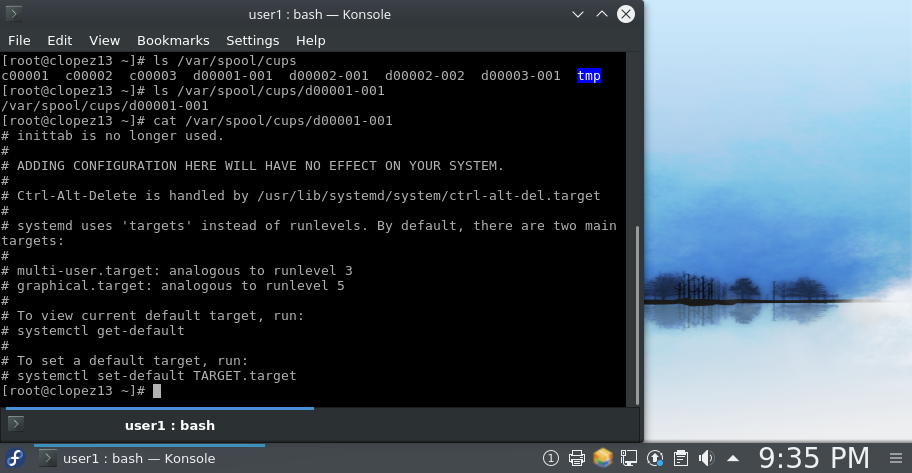 user1 : bash — Konsole
File Edit View Bookmarks Settings Help
[root@clopez13 ~]# ls /var/spool/cups
c00001 c00002 c00003 d00001-001 d00002-001 d00002-002 d00003-001 tmp
[root@clopez13 ~]# ls /var/spool/cups/d00001-001
/var/spool/cups/d00001-001
[root@clopez13 ~]# cat /var/spool/cups/d00001-001
# inittab is no longer used.
#
# ADDING CONFIGURATION HERE WILL HAVE NO EFFECT ON YOUR SYSTEM.
#
# Ctrl-Alt-Delete is handled by /usr/lib/systemd/system/ctrl-alt-del.target
#
# systemd uses 'targets' instead of runlevels. By default, there are two main
targets:
#
# multi-user.target: analogous to runlevel 3
# graphical.target: analogous to runlevel 5
#
# To view current default target, run:
# systemctl get-default
#
# To set a default target, run:
# systemctl set-default TARGET.target
[root@clopez13 ~]#
user1 : bash
user1 : bash — Konsole 1 9:35 PM